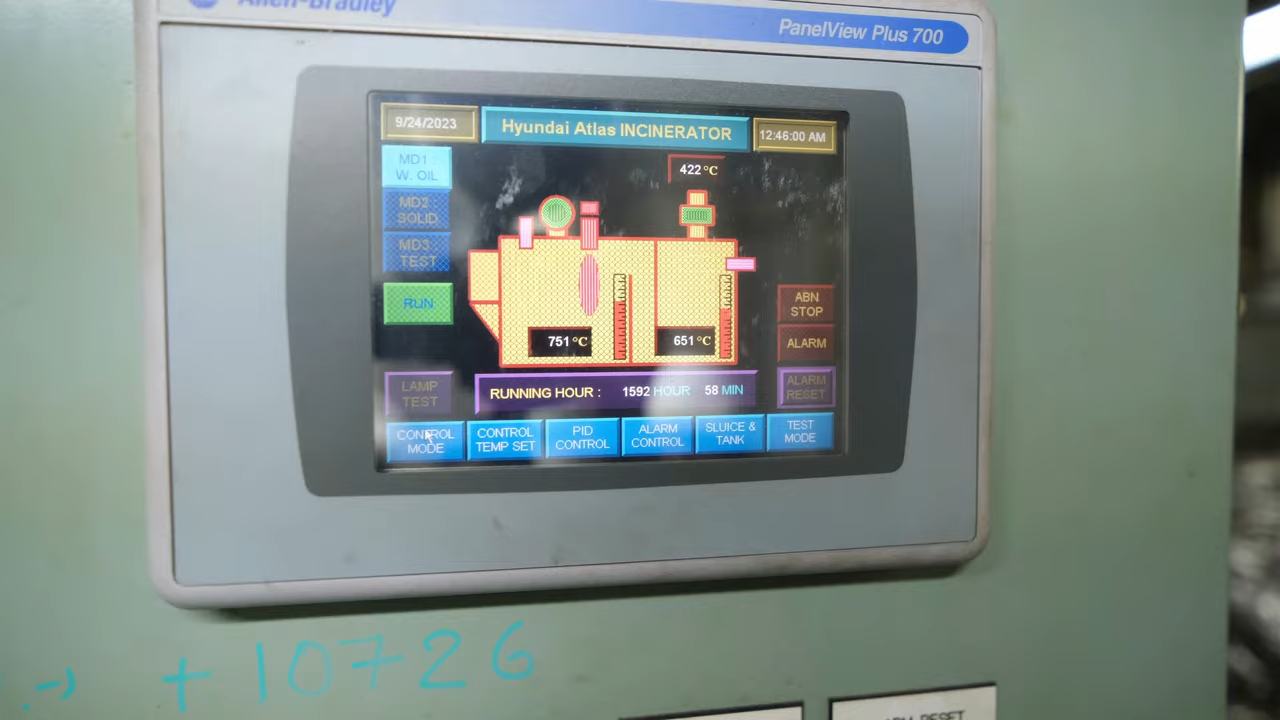 Allen-Bradley
PanelView Plus 700
9/24/2023
Hyundai Atlas INCINERATOR
12:46:00 AM
MD1 :
W. OIL
422 °C
MD2
SOLID
MD3
TEST
RUN
ABN
STOP
751 °C
651 °C
ALARM
LAMP
TEST
RUNNING HOUR : 1592 HOUR 58 MIN
ALARM
RESET
CONTROL
MODE
CONTROL
TEMP SET
PID
CONTROL
ALARM
CONTROL
SLUICE &
TANK
TEST
MODE
+ 10726
RESET